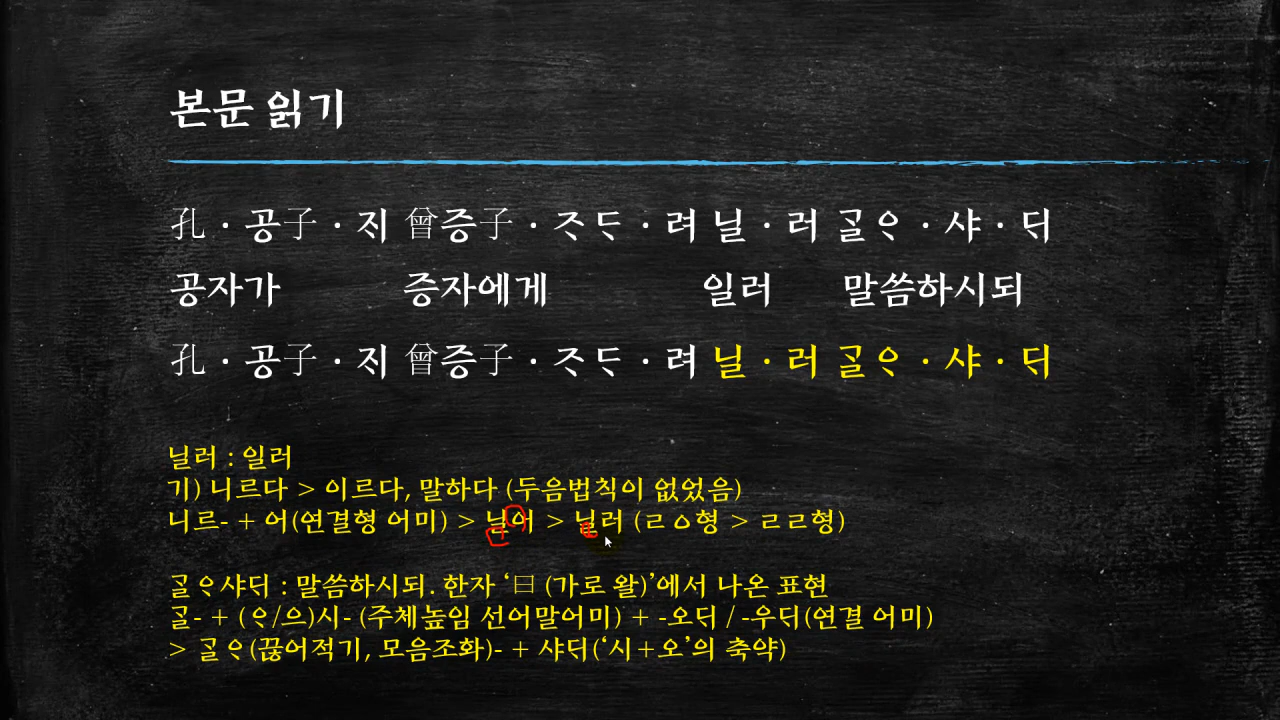 본문 읽기
孔·공子·ᄌᆡ 曾증子·ᄌᆞᄃᆞ·려 닐·러 ᄀᆞᆯᄋᆞ·샤·ᄃᆡ
공자가 증자에게 일러 말씀하시되
孔·공子·ᄌᆡ 曾증子·ᄌᆞᄃᆞ·려 닐·러 ᄀᆞᆯᄋᆞ·샤·ᄃᆡ
닐러 : 일러
기) 니르다 > 이르다, 말하다 (두음법칙이 없었음)
니르- + 어(연결형 어미) > 닐어 > 닐러 (ㄹㅇ형 > ㄹㄹ형)
ᄀᆞᆯᄋᆞ샤ᄃᆡ : 말씀하시되. 한자 ‘曰 (가로 왈)’에서 나온 표현
ᄀᆞᆯ- + (ᄋᆞ/으)시- (주체높임 선어말어미) + -오ᄃᆡ / -우ᄃᆡ(연결 어미)
> ᄀᆞᆯᄋᆞ(끊어적기, 모음조화)- + 샤ᄃᆡ(‘시+오’의 축약)